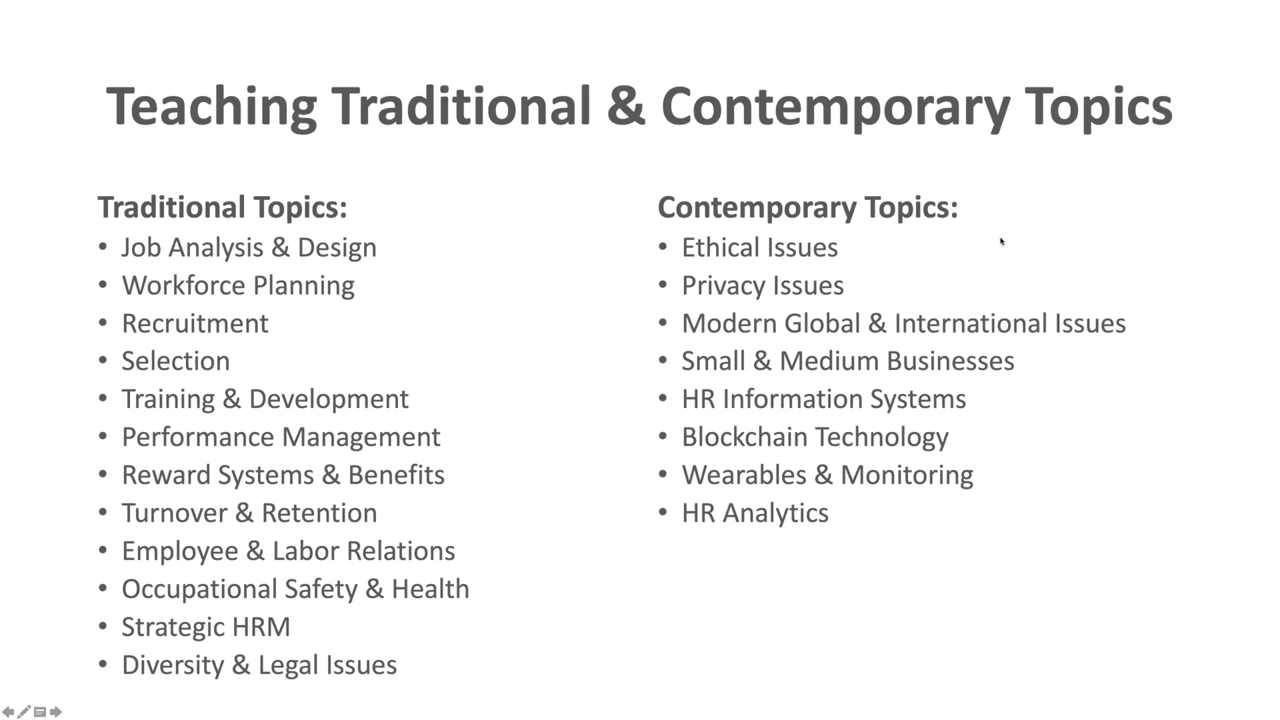 Teaching Traditional & Contemporary Topics
Traditional Topics:
• Job Analysis & Design
• Workforce Planning
• Recruitment
• Selection
• Training & Development
• Performance Management
• Reward Systems & Benefits
• Turnover & Retention
• Employee & Labor Relations
• Occupational Safety & Health
• Strategic HRM
• Diversity & Legal Issues
Contemporary Topics:
• Ethical Issues
• Privacy Issues
• Modern Global & International Issues
• Small & Medium Businesses
• HR Information Systems
• Blockchain Technology
• Wearables & Monitoring
• HR Analytics